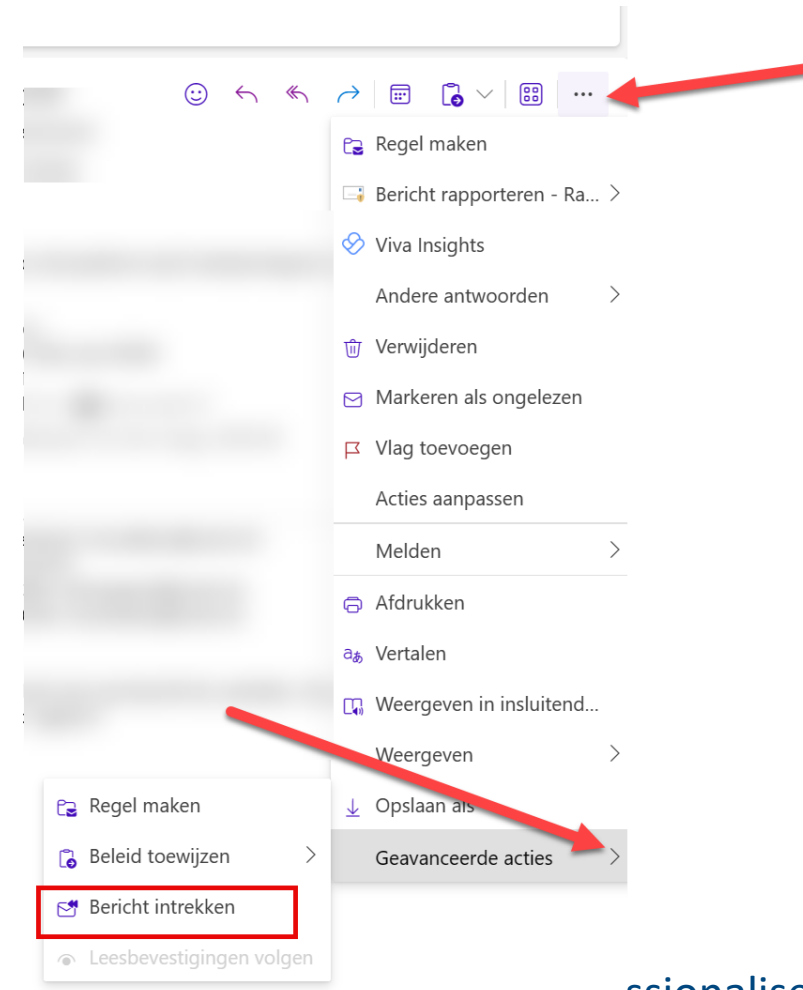 Regel maken
Bericht rapporteren - Ra...
Viva Insights
Andere antwoorden
Verwijderen
Markeren als ongelezen
Vlag toevoegen
Acties aanpassen
Melden
Afdrukken
Vertalen
Weergeven in insluitend...
Weergeven
Opslaan als
Geavanceerde acties
Regel maken
Beleid toewijzen
Bericht intrekken
Leesbevestigingen volgen